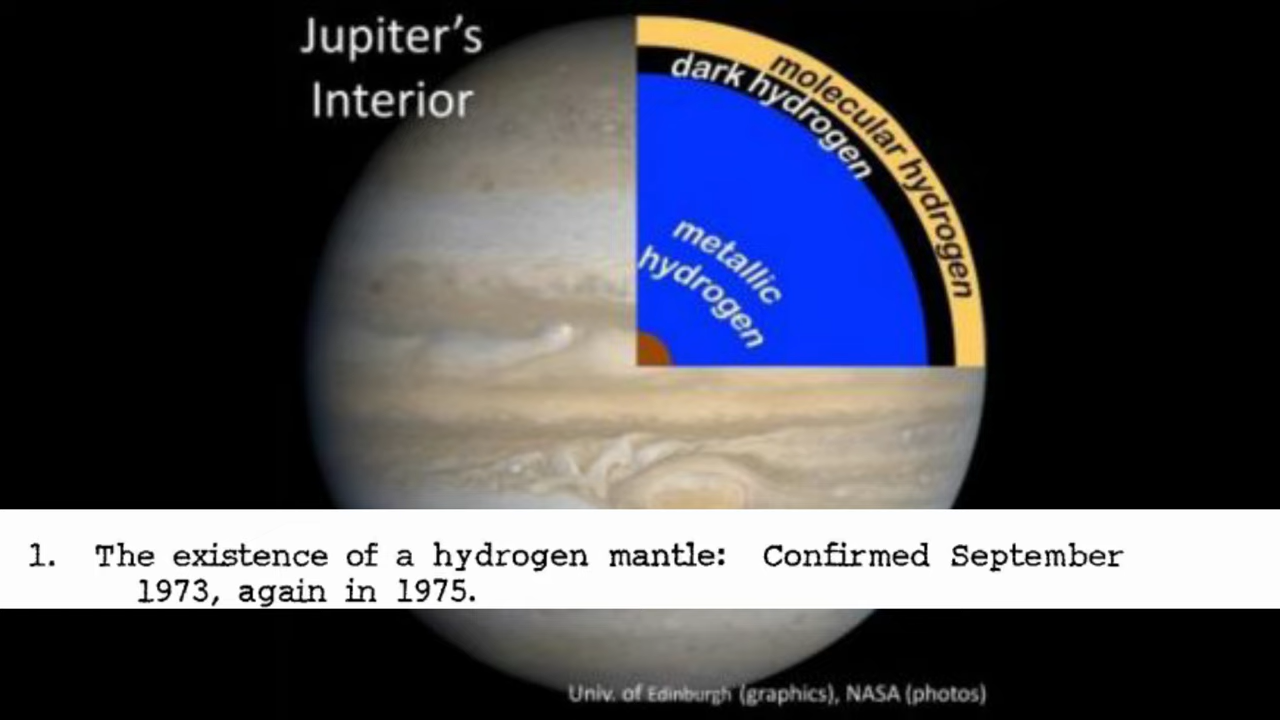 Jupiter's
Interior
molecular hydrogen
dark hydrogen
metallic
hydrogen
1. The existence of a hydrogen mantle: Confirmed September
1973, again in 1975.
Univ. of Edinburgh (graphics), NASA (photos)